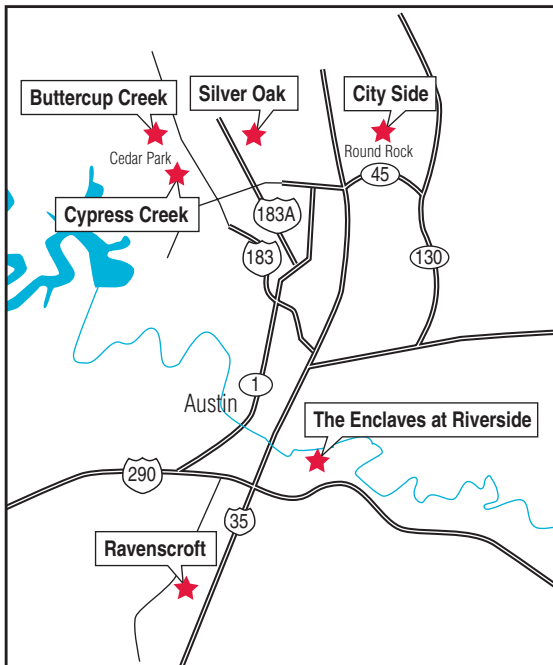 Buttercup Creek
Silver Oak
City Side
Cedar Park
Round Rock
45
Cypress Creek
183A
183
130
1
Austin
The Enclaves at Riverside
290
35
Ravenscroft